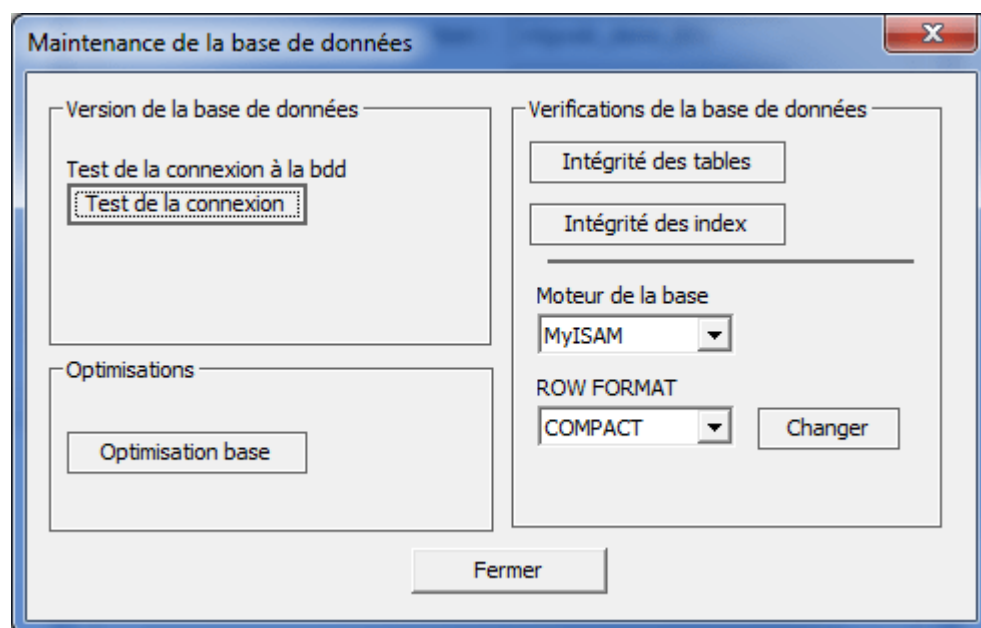 Maintenance de la base de données
Version de la base de données
Test de la connexion à la bdd
Test de la connexion
Optimisations
Optimisation base
Verifications de la base de données
Intégrité des tables
Intégrité des index
Moteur de la base
MyISAM
ROW FORMAT
COMPACT
Changer
Fermer